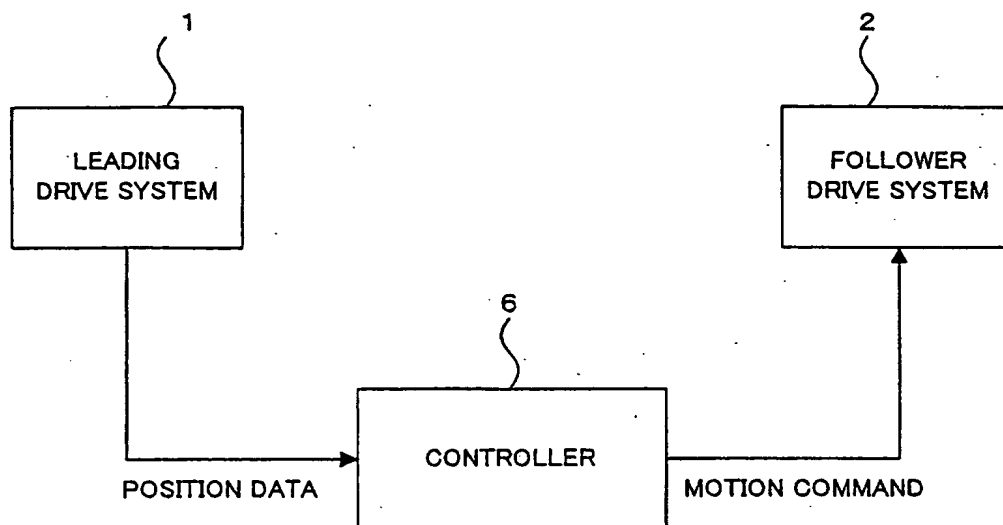 1
2
LEADING
DRIVE SYSTEM
FOLLOWER
DRIVE SYSTEM
6
CONTROLLER
POSITION DATA
MOTION COMMAND